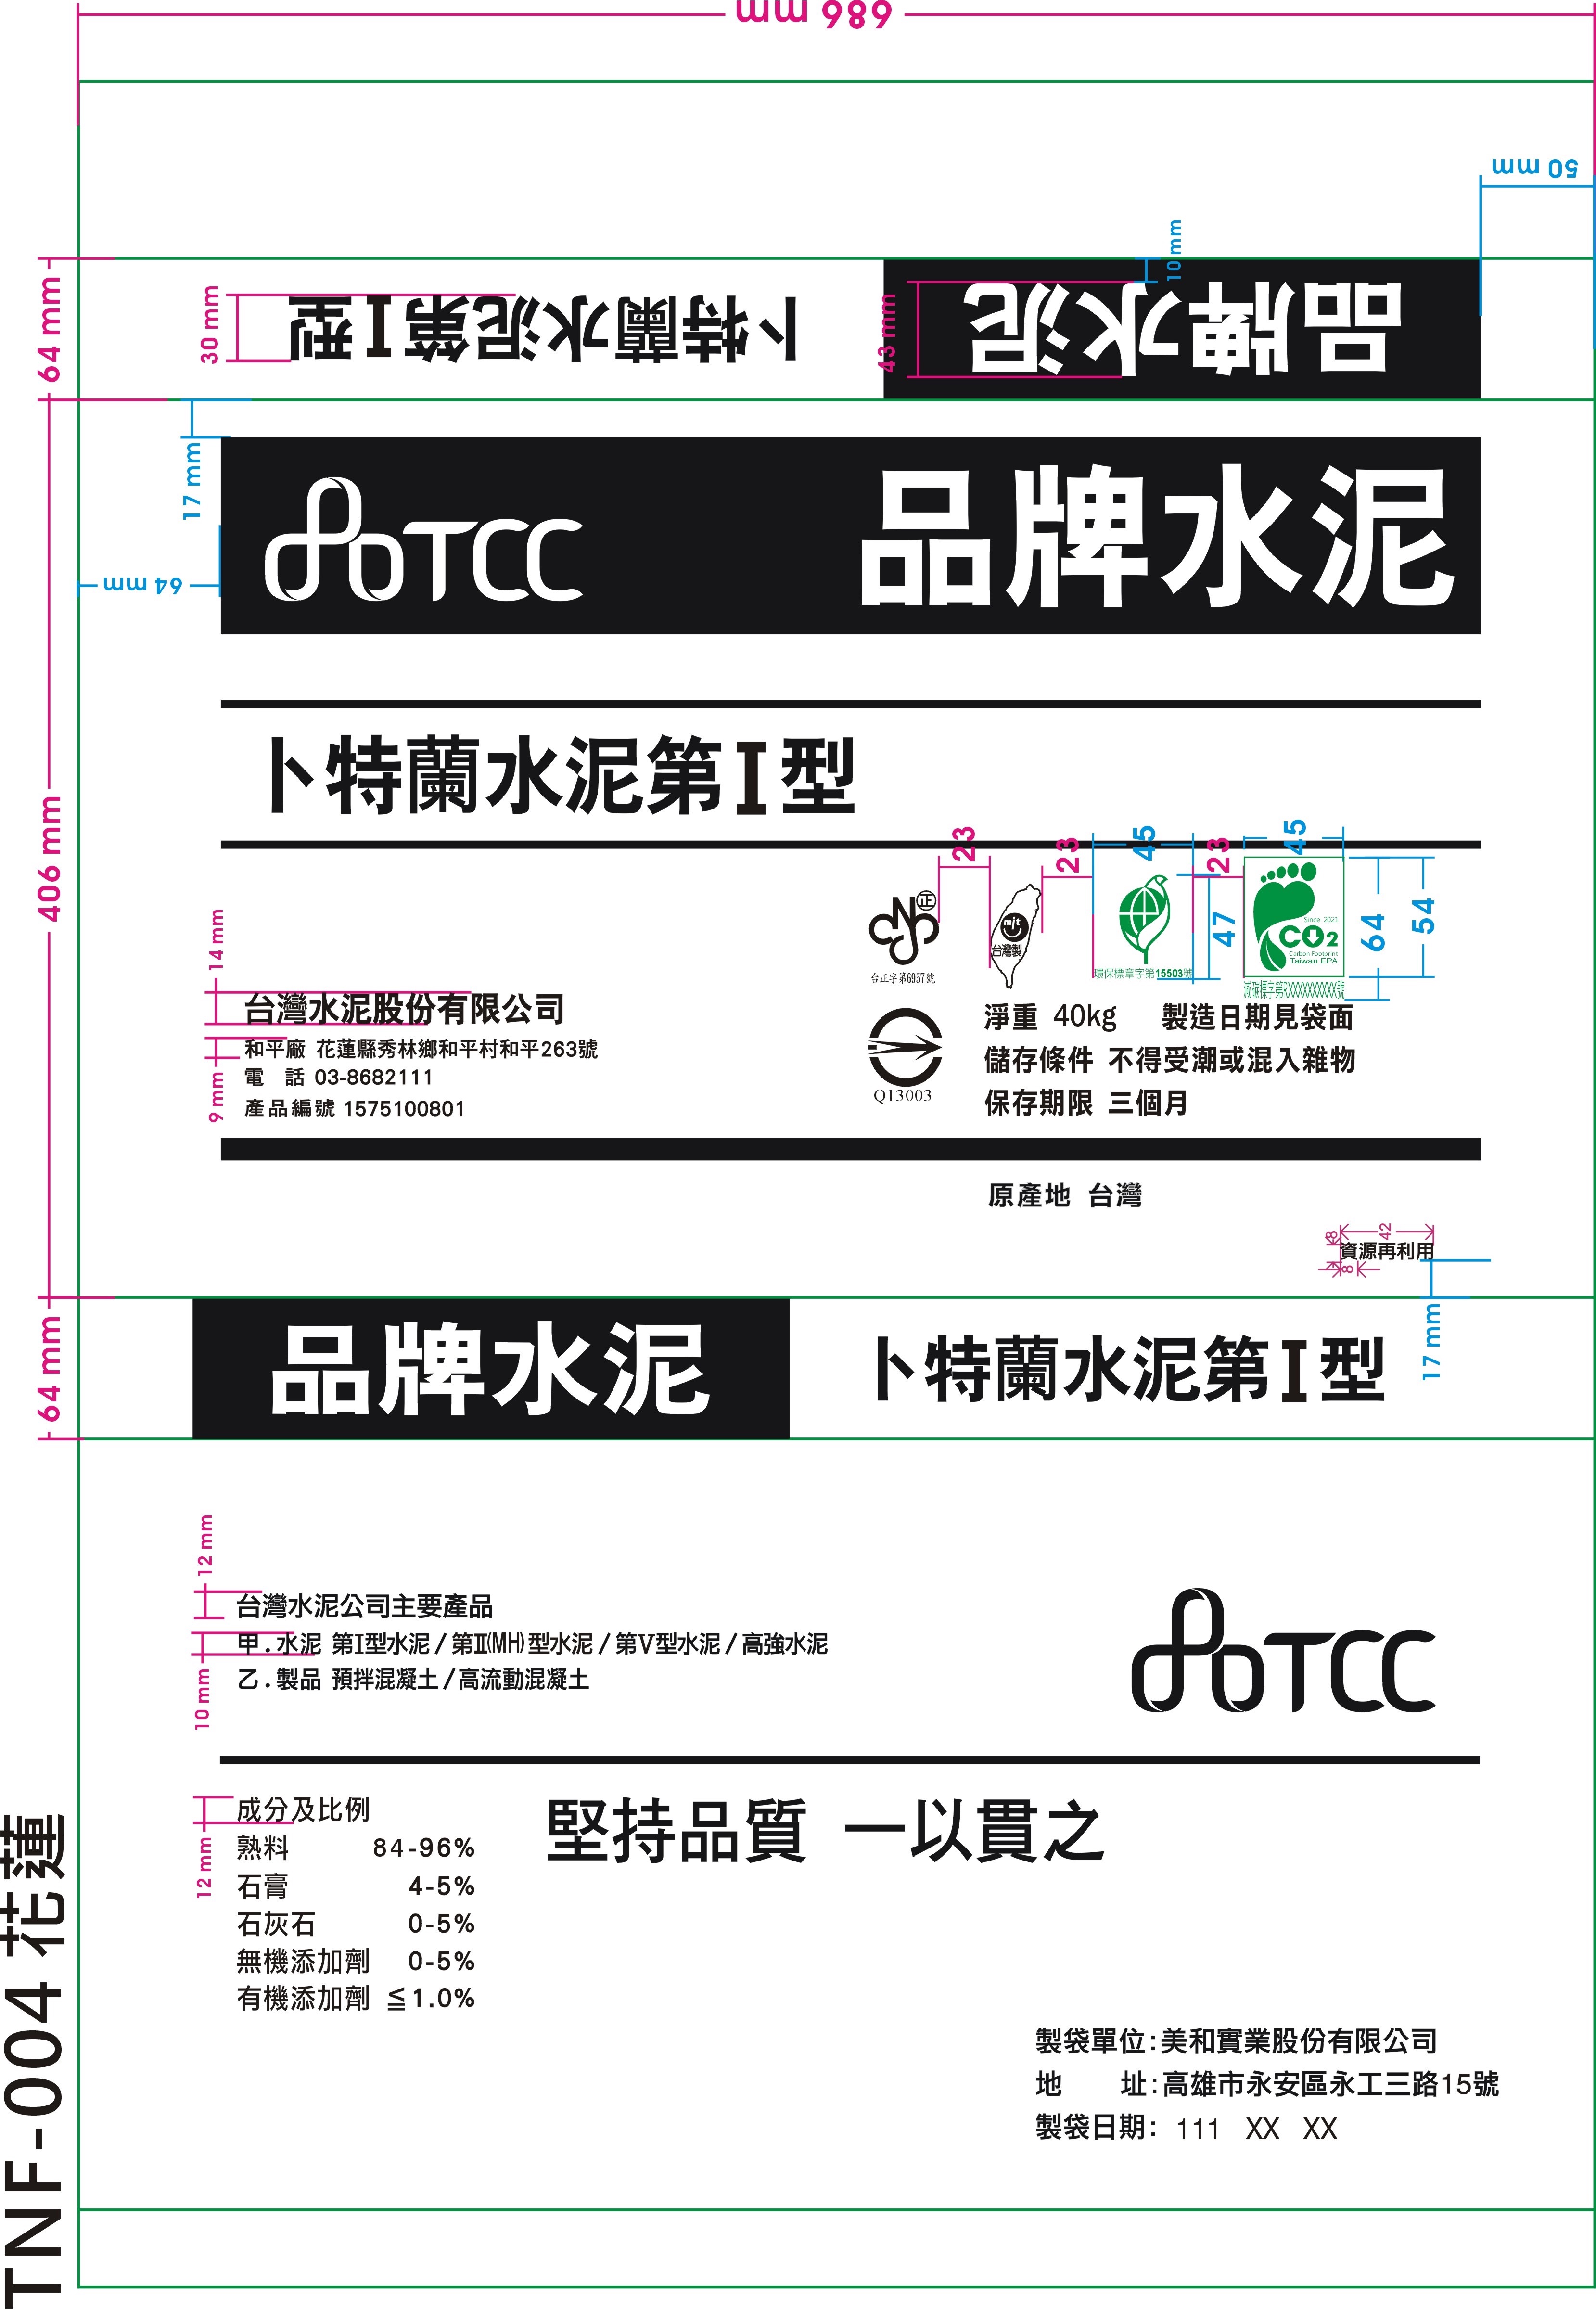 686 mm
50 mm
10 mm
64 mm
30 mm
卜特蘭水泥第I型
43 mm
品牌水泥
17 mm
64 mm
TCC
品牌水泥
卜特蘭水泥第I型
406 mm
23
23
45
23
45
正
台正字第6957號
mit
台灣製
環保標章字第15503號
47
Since 2021
CO2
Carbon Footprint
Taiwan EPA
減碳標字第RXXXXXXXXXX號
64
54
14 mm
台灣水泥股份有限公司
和平廠 花蓮縣秀林鄉和平村和平263號
電 話 03-8682111
產品編號 1575100801
9 mm
Q13003
淨重 40kg 製造日期見袋面
儲存條件 不得受潮或混入雜物
保存期限 三個月
原產地 台灣
8
42
資源再利用
8
17 mm
64 mm
品牌水泥
卜特蘭水泥第I型
12 mm
台灣水泥公司主要產品
甲.水泥 第I型水泥/第II(MH)型水泥/第V型水泥/高強水泥
乙.製品 預拌混凝土/高流動混凝土
10 mm
TCC
12 mm
成分及比例
熟料 84-96%
石膏 4-5%
石灰石 0-5%
無機添加劑 0-5%
有機添加劑 ≦1.0%
堅持品質 一以貫之
製袋單位:美和實業股份有限公司
地 址:高雄市永安區永工三路15號
製袋日期: 111 XX XX
TNF-004 花蓮